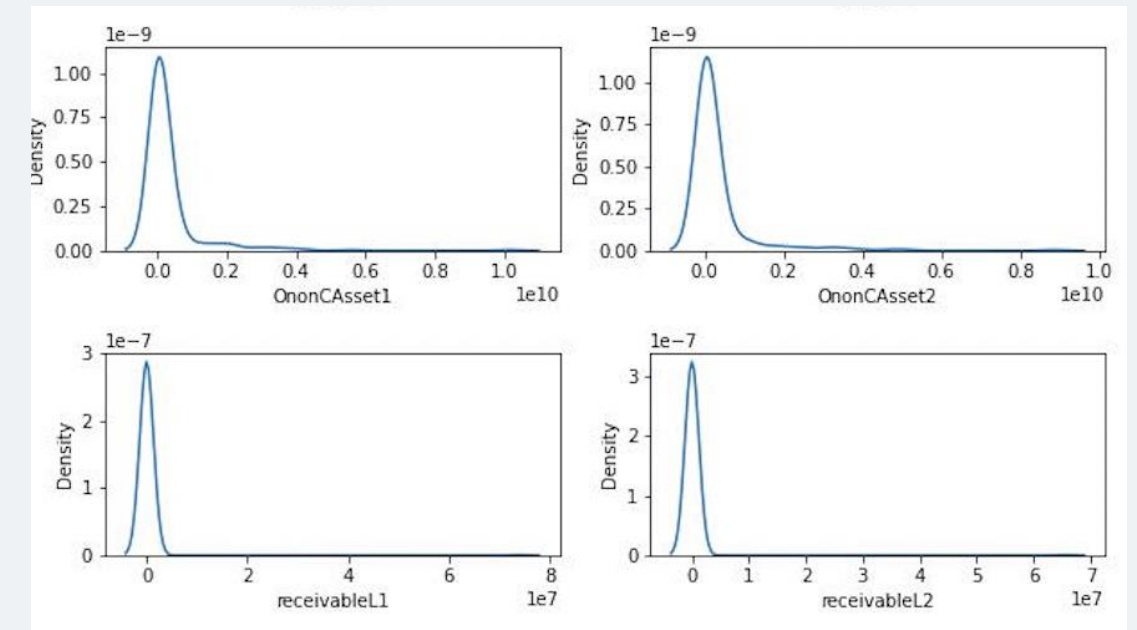 1e−9
1.00
0.75
0.50
0.25
0.00
Density
0.0 0.2 0.4 0.6 0.8 1.0
1e10
OnonCAsset1
1e−9
1.00
0.75
0.50
0.25
0.00
Density
0.0 0.2 0.4 0.6 0.8 1.0
1e10
OnonCAsset2
1e−7
3
2
1
0
Density
0 2 4 6 8
1e7
receivableL1
1e−7
3
2
1
0
Density
0 1 2 3 4 5 6 7
1e7
receivableL2